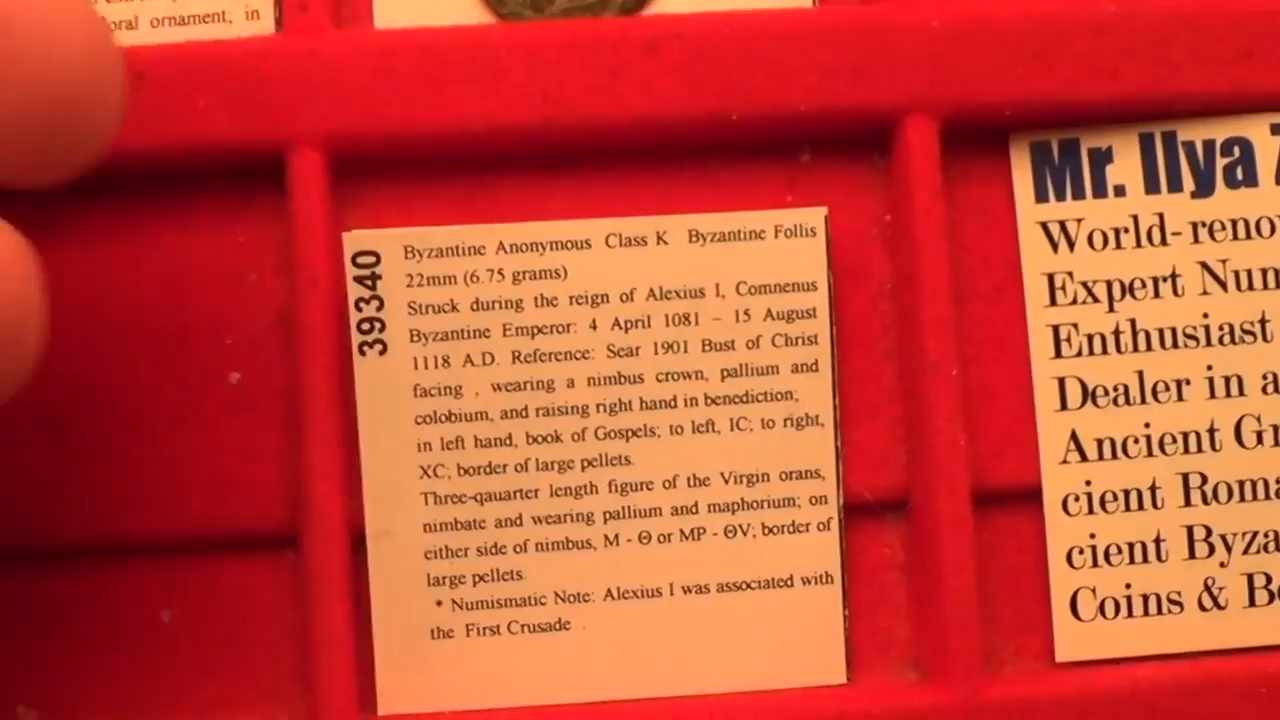 oral ornament; in
39340
Byzantine Anonymous Class K Byzantine Follis
22mm (6.75 grams)
Struck during the reign of Alexius I, Comnenus
Byzantine Emperor: 4 April 1081 – 15 August
1118 A.D. Reference: Sear 1901 Bust of Christ
facing , wearing a nimbus crown, pallium and
colobium, and raising right hand in benediction;
in left hand, book of Gospels; to left, IC; to right,
XC; border of large pellets.
Three-qauarter length figure of the Virgin orans,
nimbate and wearing pallium and maphorium; on
either side of nimbus, M - Θ or MP - ΘV; border of
large pellets.
* Numismatic Note: Alexius I was associated with
the First Crusade .
Mr. Ilya
World-reno
Expert Num
Enthusiast
Dealer in a
Ancient Gr
cient Roma
cient Byza
Coins & B